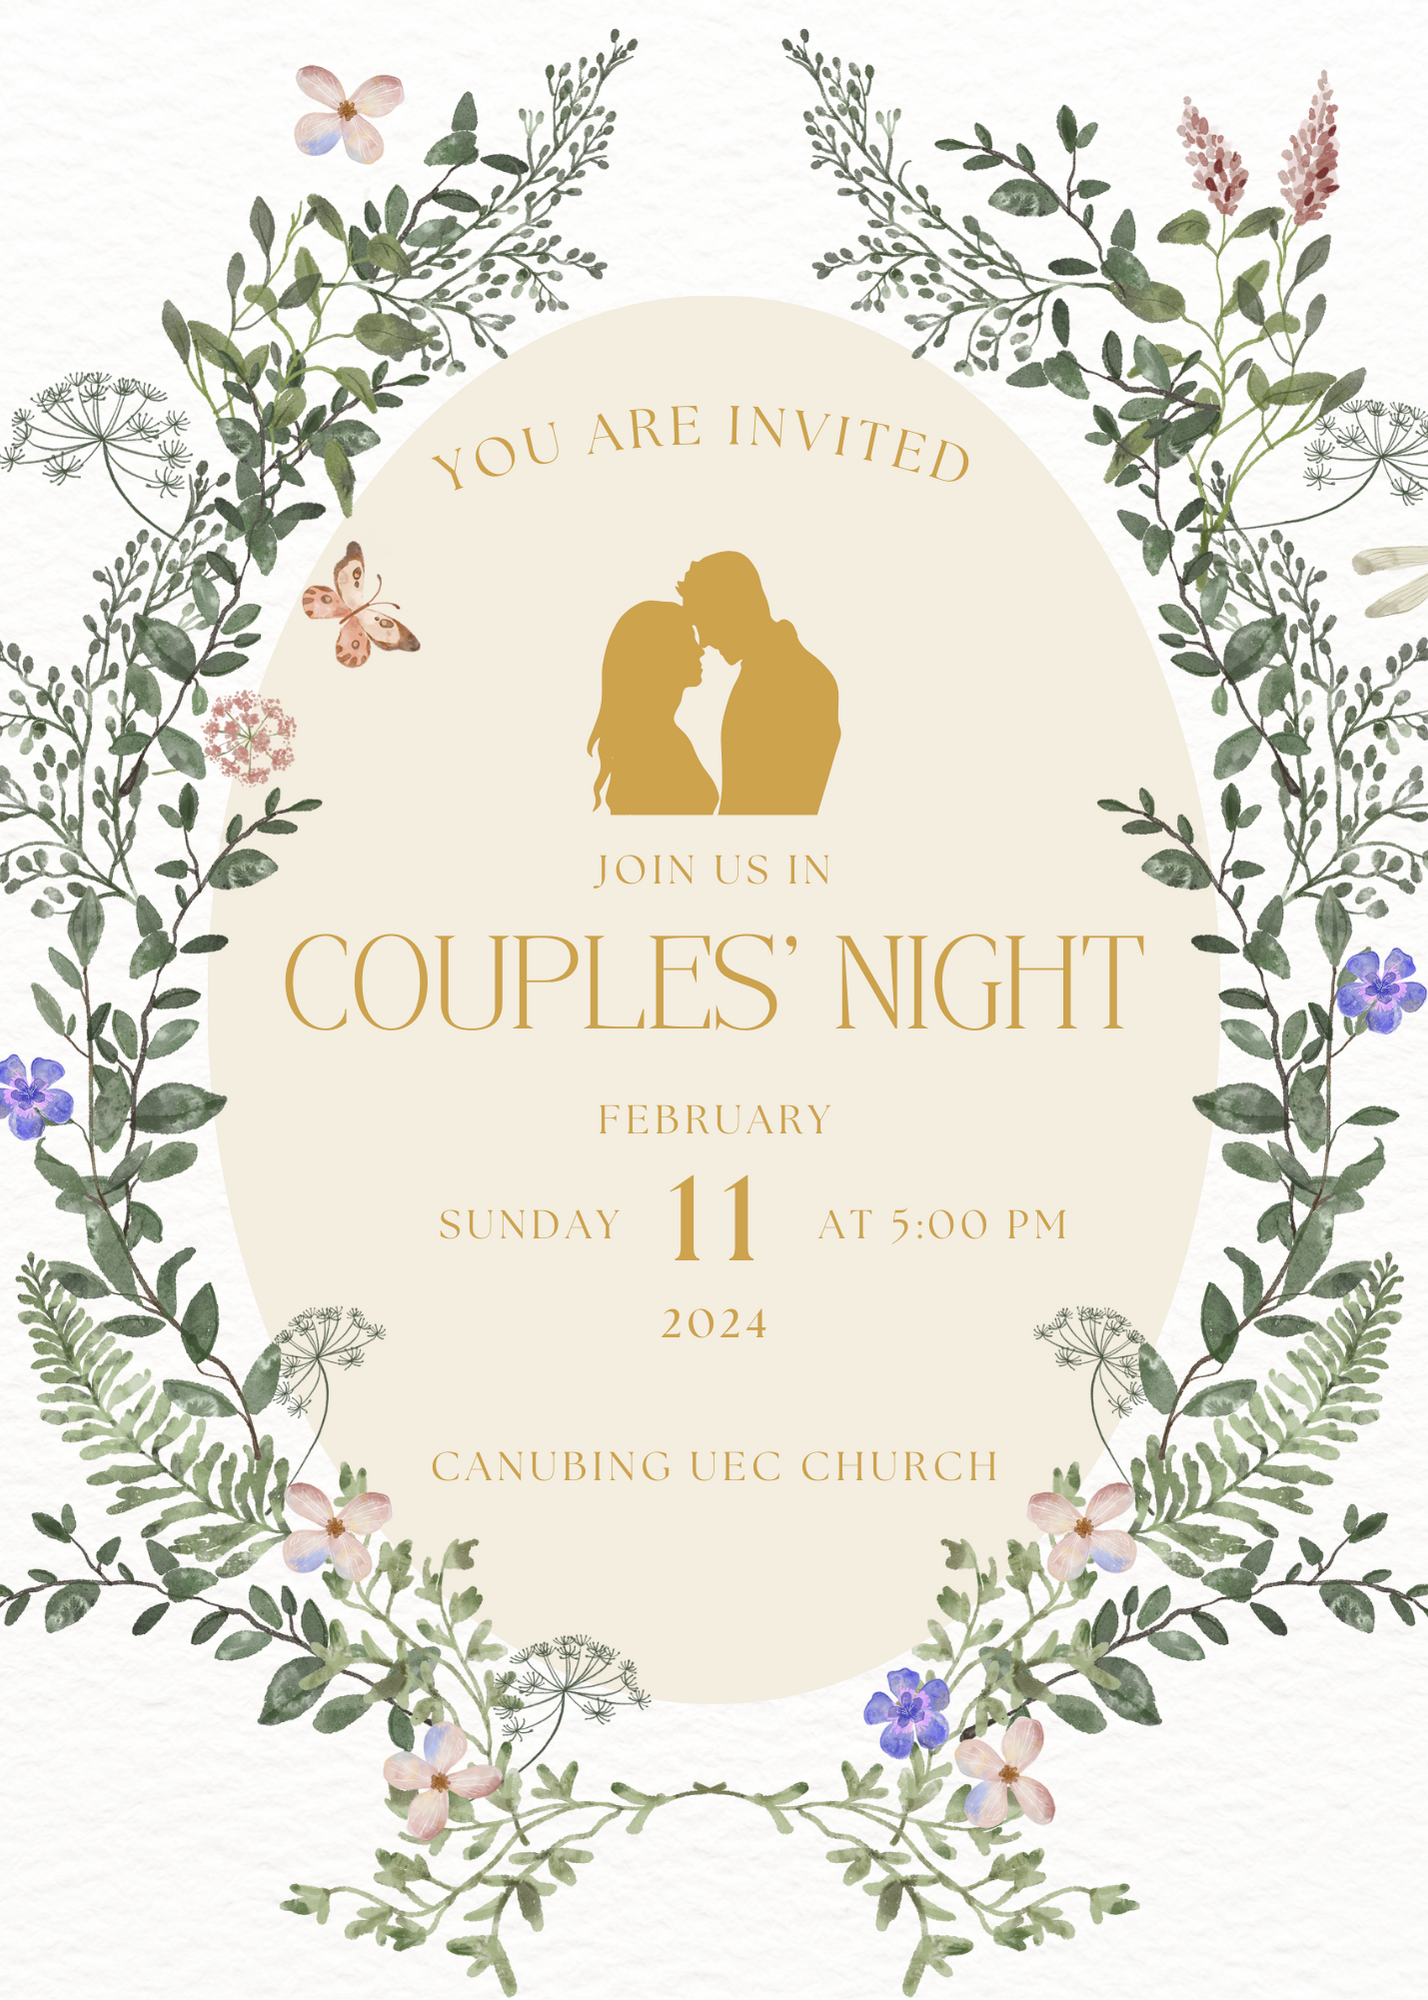 YOU ARE INVITED
JOIN US IN
COUPLES' NIGHT
FEBRUARY
SUNDAY 11 AT 5:00 PM
2024
CANUBING UEC CHURCH